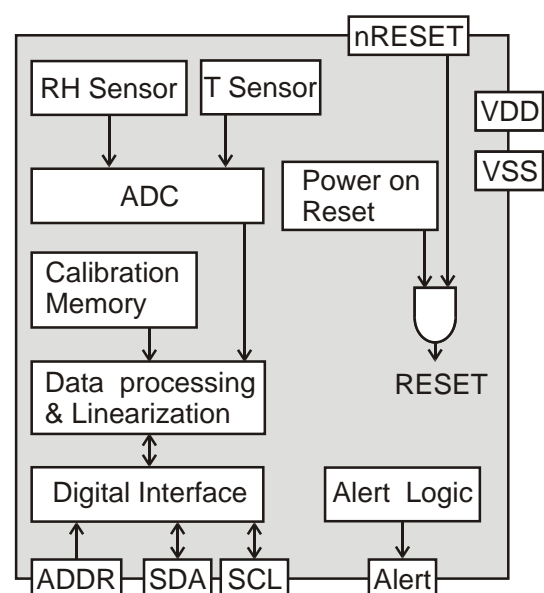 nRESET
RH Sensor
T Sensor
VDD
ADC
Power on
Reset
VSS
Calibration
Memory
Data processing
& Linearization
RESET
Digital Interface
Alert Logic
ADDR
SDA
SCL
Alert